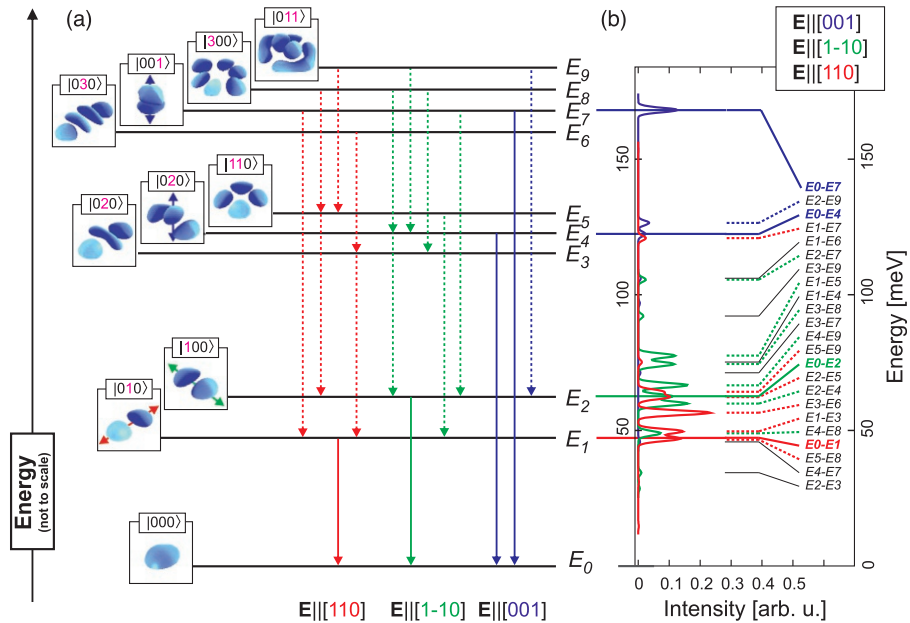 (a)
(b)
Energy
(not to scale)
|011⟩
|300⟩
|001⟩
|030⟩
|110⟩
|020⟩
|020⟩
|100⟩
|010⟩
|000⟩
E9
E8
E7
E6
E5
E4
E3
E2
E1
E0
E||[110]
E||[1-10]
E||[001]
E||[001]
E||[1-10]
E||[110]
150
100
50
0
150
100
50
0
Energy [meV]
E0-E7
E2-E9
E0-E4
E1-E7
E1-E6
E2-E7
E3-E9
E1-E5
E1-E4
E3-E8
E3-E7
E4-E9
E5-E9
E0-E2
E2-E5
E2-E4
E3-E6
E1-E3
E4-E8
E0-E1
E5-E8
E4-E7
E2-E3
0 0.1 0.2 0.3 0.4 0.5
Intensity [arb. u.]